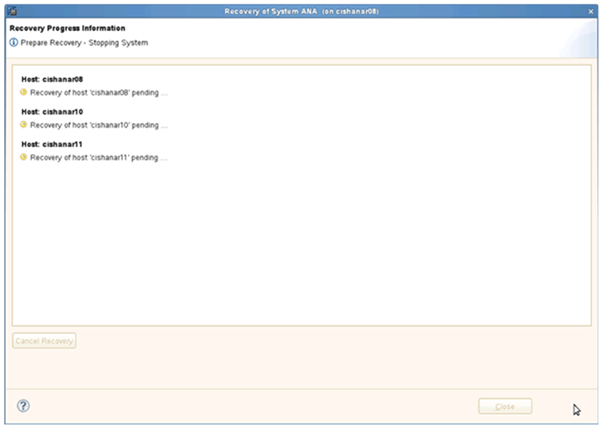 Recovery of System ANA (on cishanar08)
Recovery Progress Information
Prepare Recovery - Stopping System
Host: cishanar08
Recovery of host 'cishanar08' pending ...
Host: cishanar10
Recovery of host 'cishanar10' pending ...
Host: cishanar11
Recovery of host 'cishanar11' pending ...
Cancel Recovery
Close